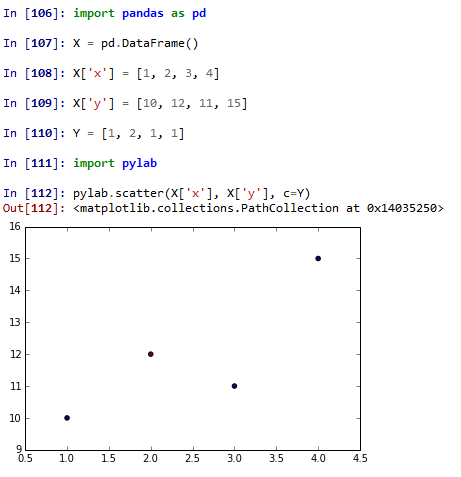 In [106]: import pandas as pd
In [107]: X = pd.DataFrame()
In [108]: X['x'] = [1, 2, 3, 4]
In [109]: X['y'] = [10, 12, 11, 15]
In [110]: Y = [1, 2, 1, 1]
In [111]: import pylab
In [112]: pylab.scatter(X['x'], X['y'], c=Y)
Out[112]: <matplotlib.collections.PathCollection at 0x14035250>
16
15
14
13
12
11
10
9
0.5 1.0 1.5 2.0 2.5 3.0 3.5 4.0 4.5